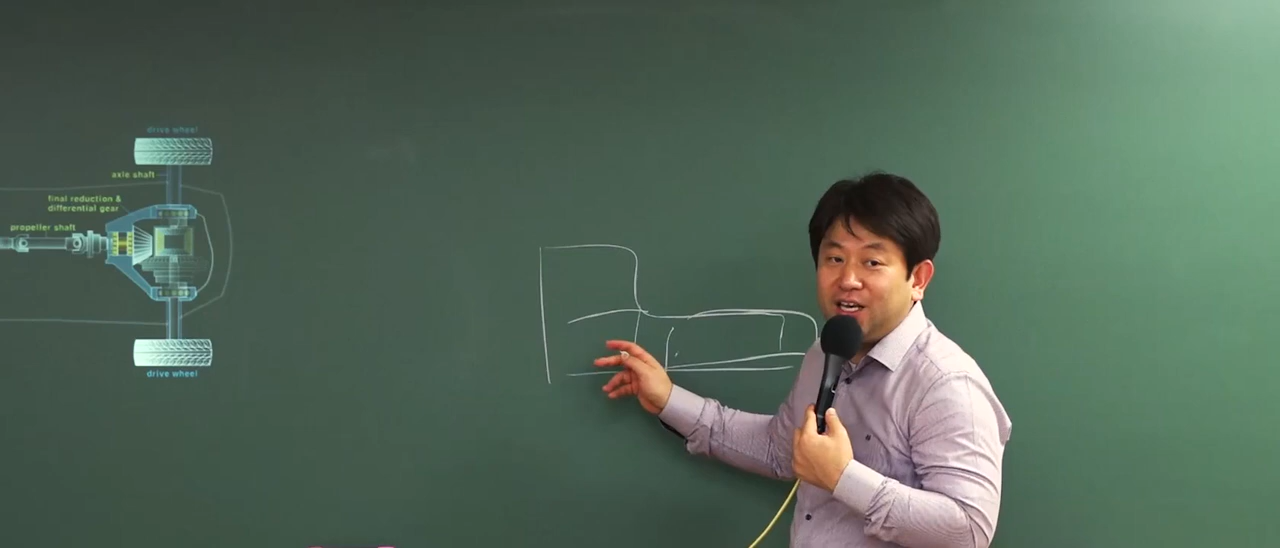 drive wheel
axle shaft
final reduction &
differential gear
propeller shaft
drive wheel